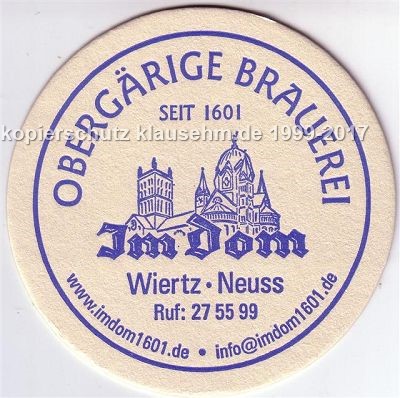 OBERGÄRIGE BRAUEREI
SEIT 1601
kopierschutz klausehm.de 1999-2017
Im Dom
Wiertz · Neuss
Ruf: 27 55 99
www.imdom1601.de • info@imdom1601.de